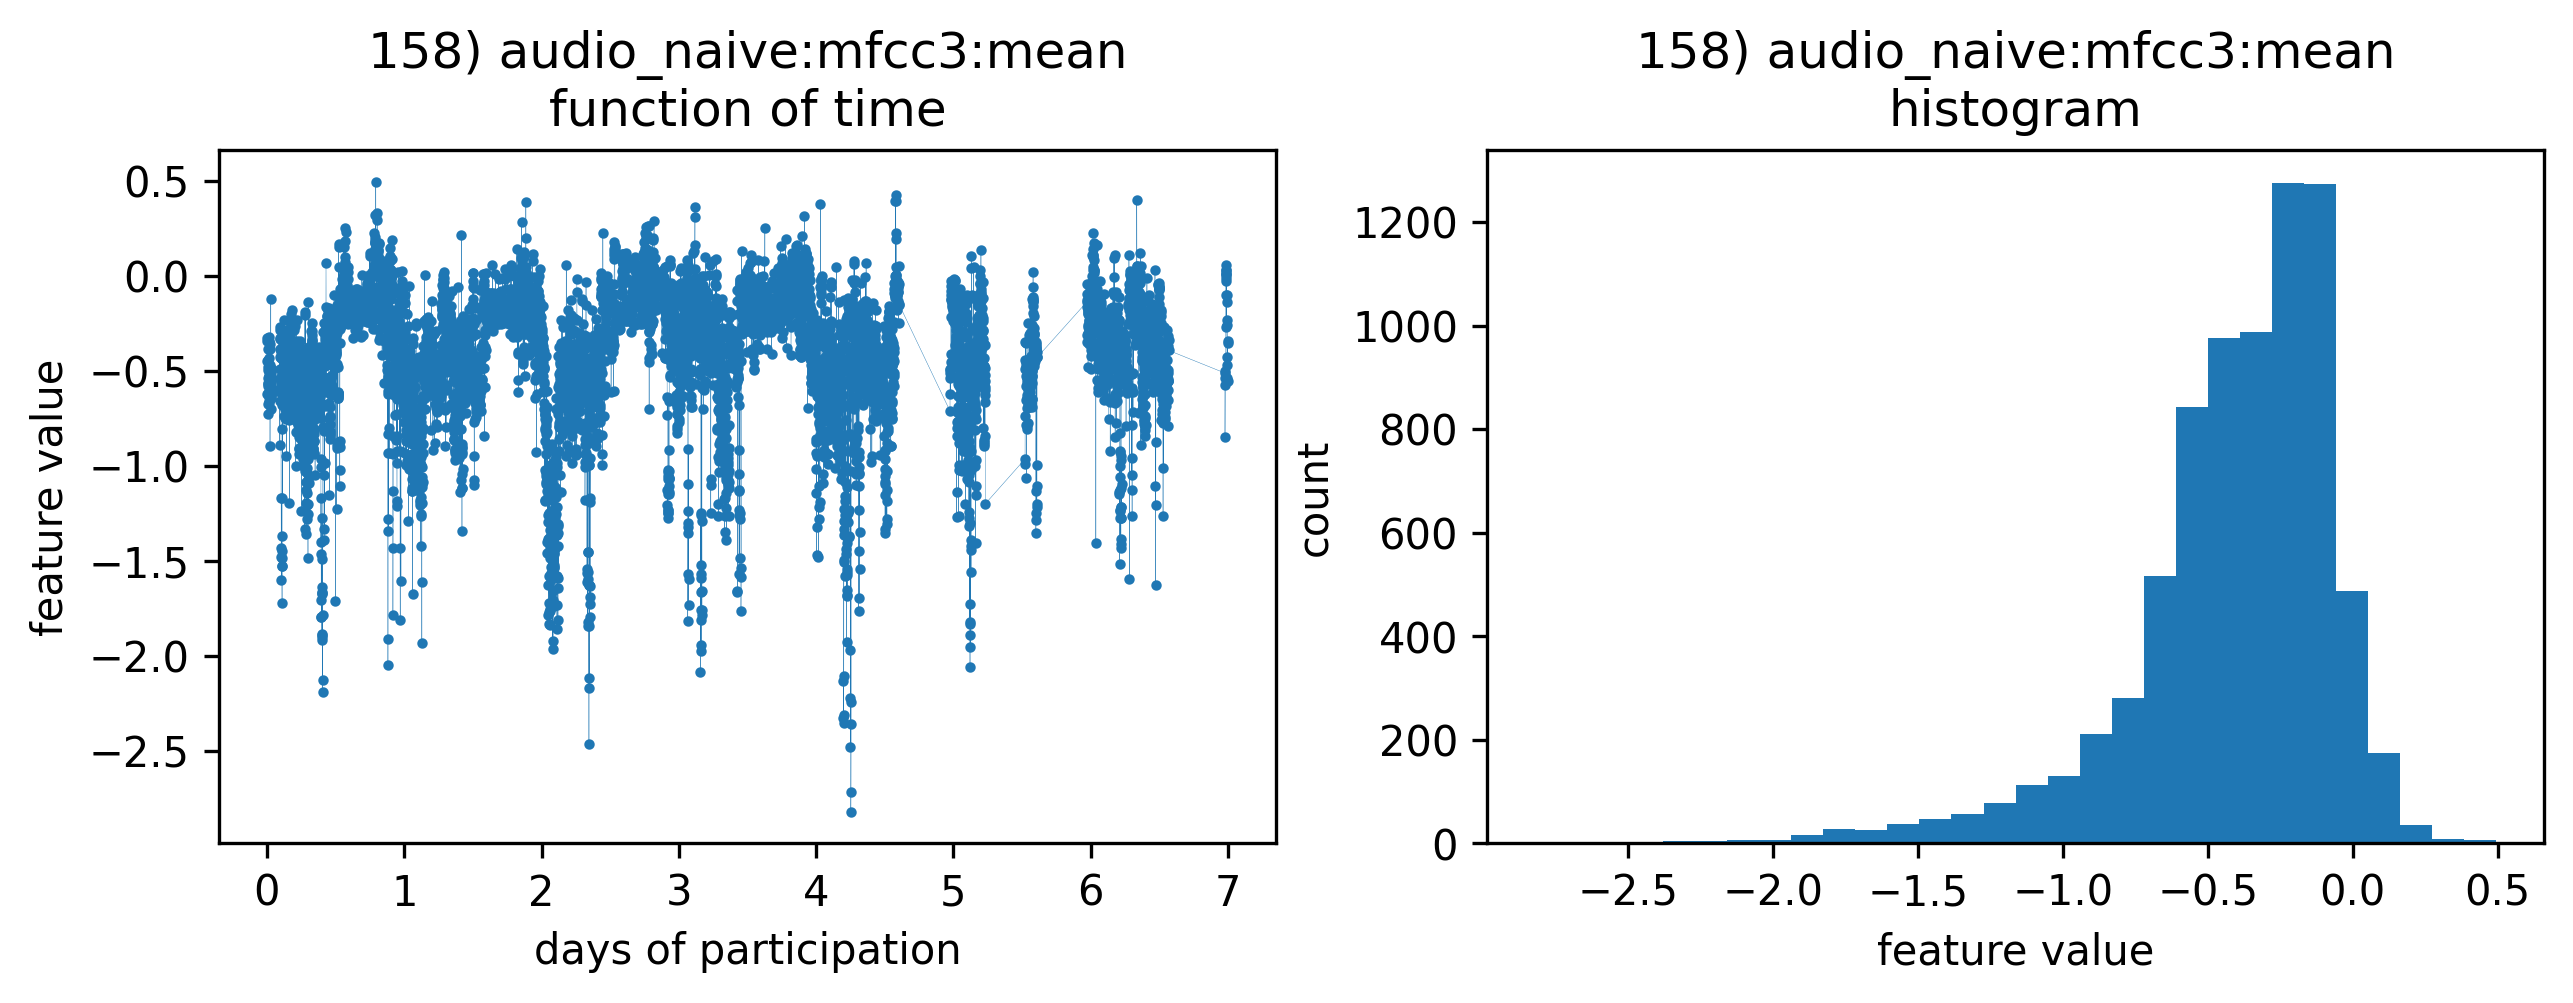 158) audio_naive:mfcc3:mean
function of time
0.5
0.0
−0.5
−1.0
−1.5
−2.0
−2.5
feature value
0 1 2 3 4 5 6 7
days of participation
158) audio_naive:mfcc3:mean
histogram
1200
1000
800
600
400
200
0
count
−2.5 −2.0 −1.5 −1.0 −0.5 0.0 0.5
feature value